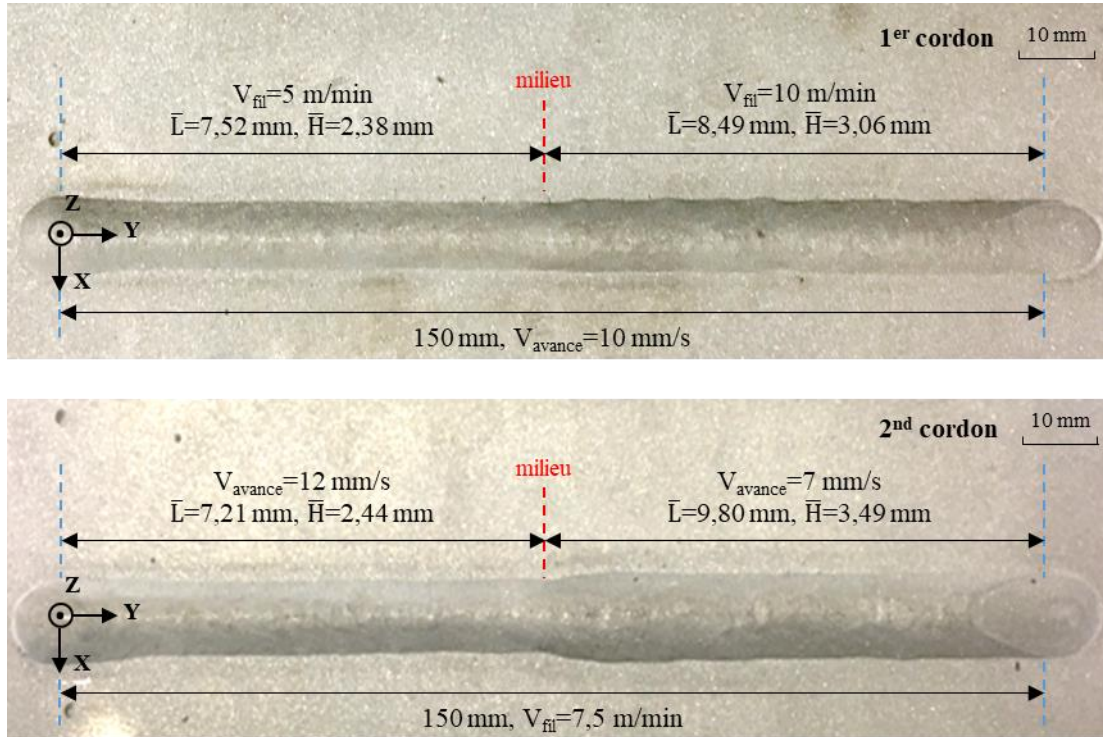 1er cordon
10 mm
milieu
Vfil=5 m/min
L̄=7,52 mm, H̄=2,38 mm
Vfil=10 m/min
L̄=8,49 mm, H̄=3,06 mm
Z
Y
X
150 mm, Vavance=10 mm/s
2nd cordon
10 mm
milieu
Vavance=12 mm/s
L̄=7,21 mm, H̄=2,44 mm
Vavance=7 mm/s
L̄=9,80 mm, H̄=3,49 mm
Z
Y
X
150 mm, Vfil=7,5 m/min